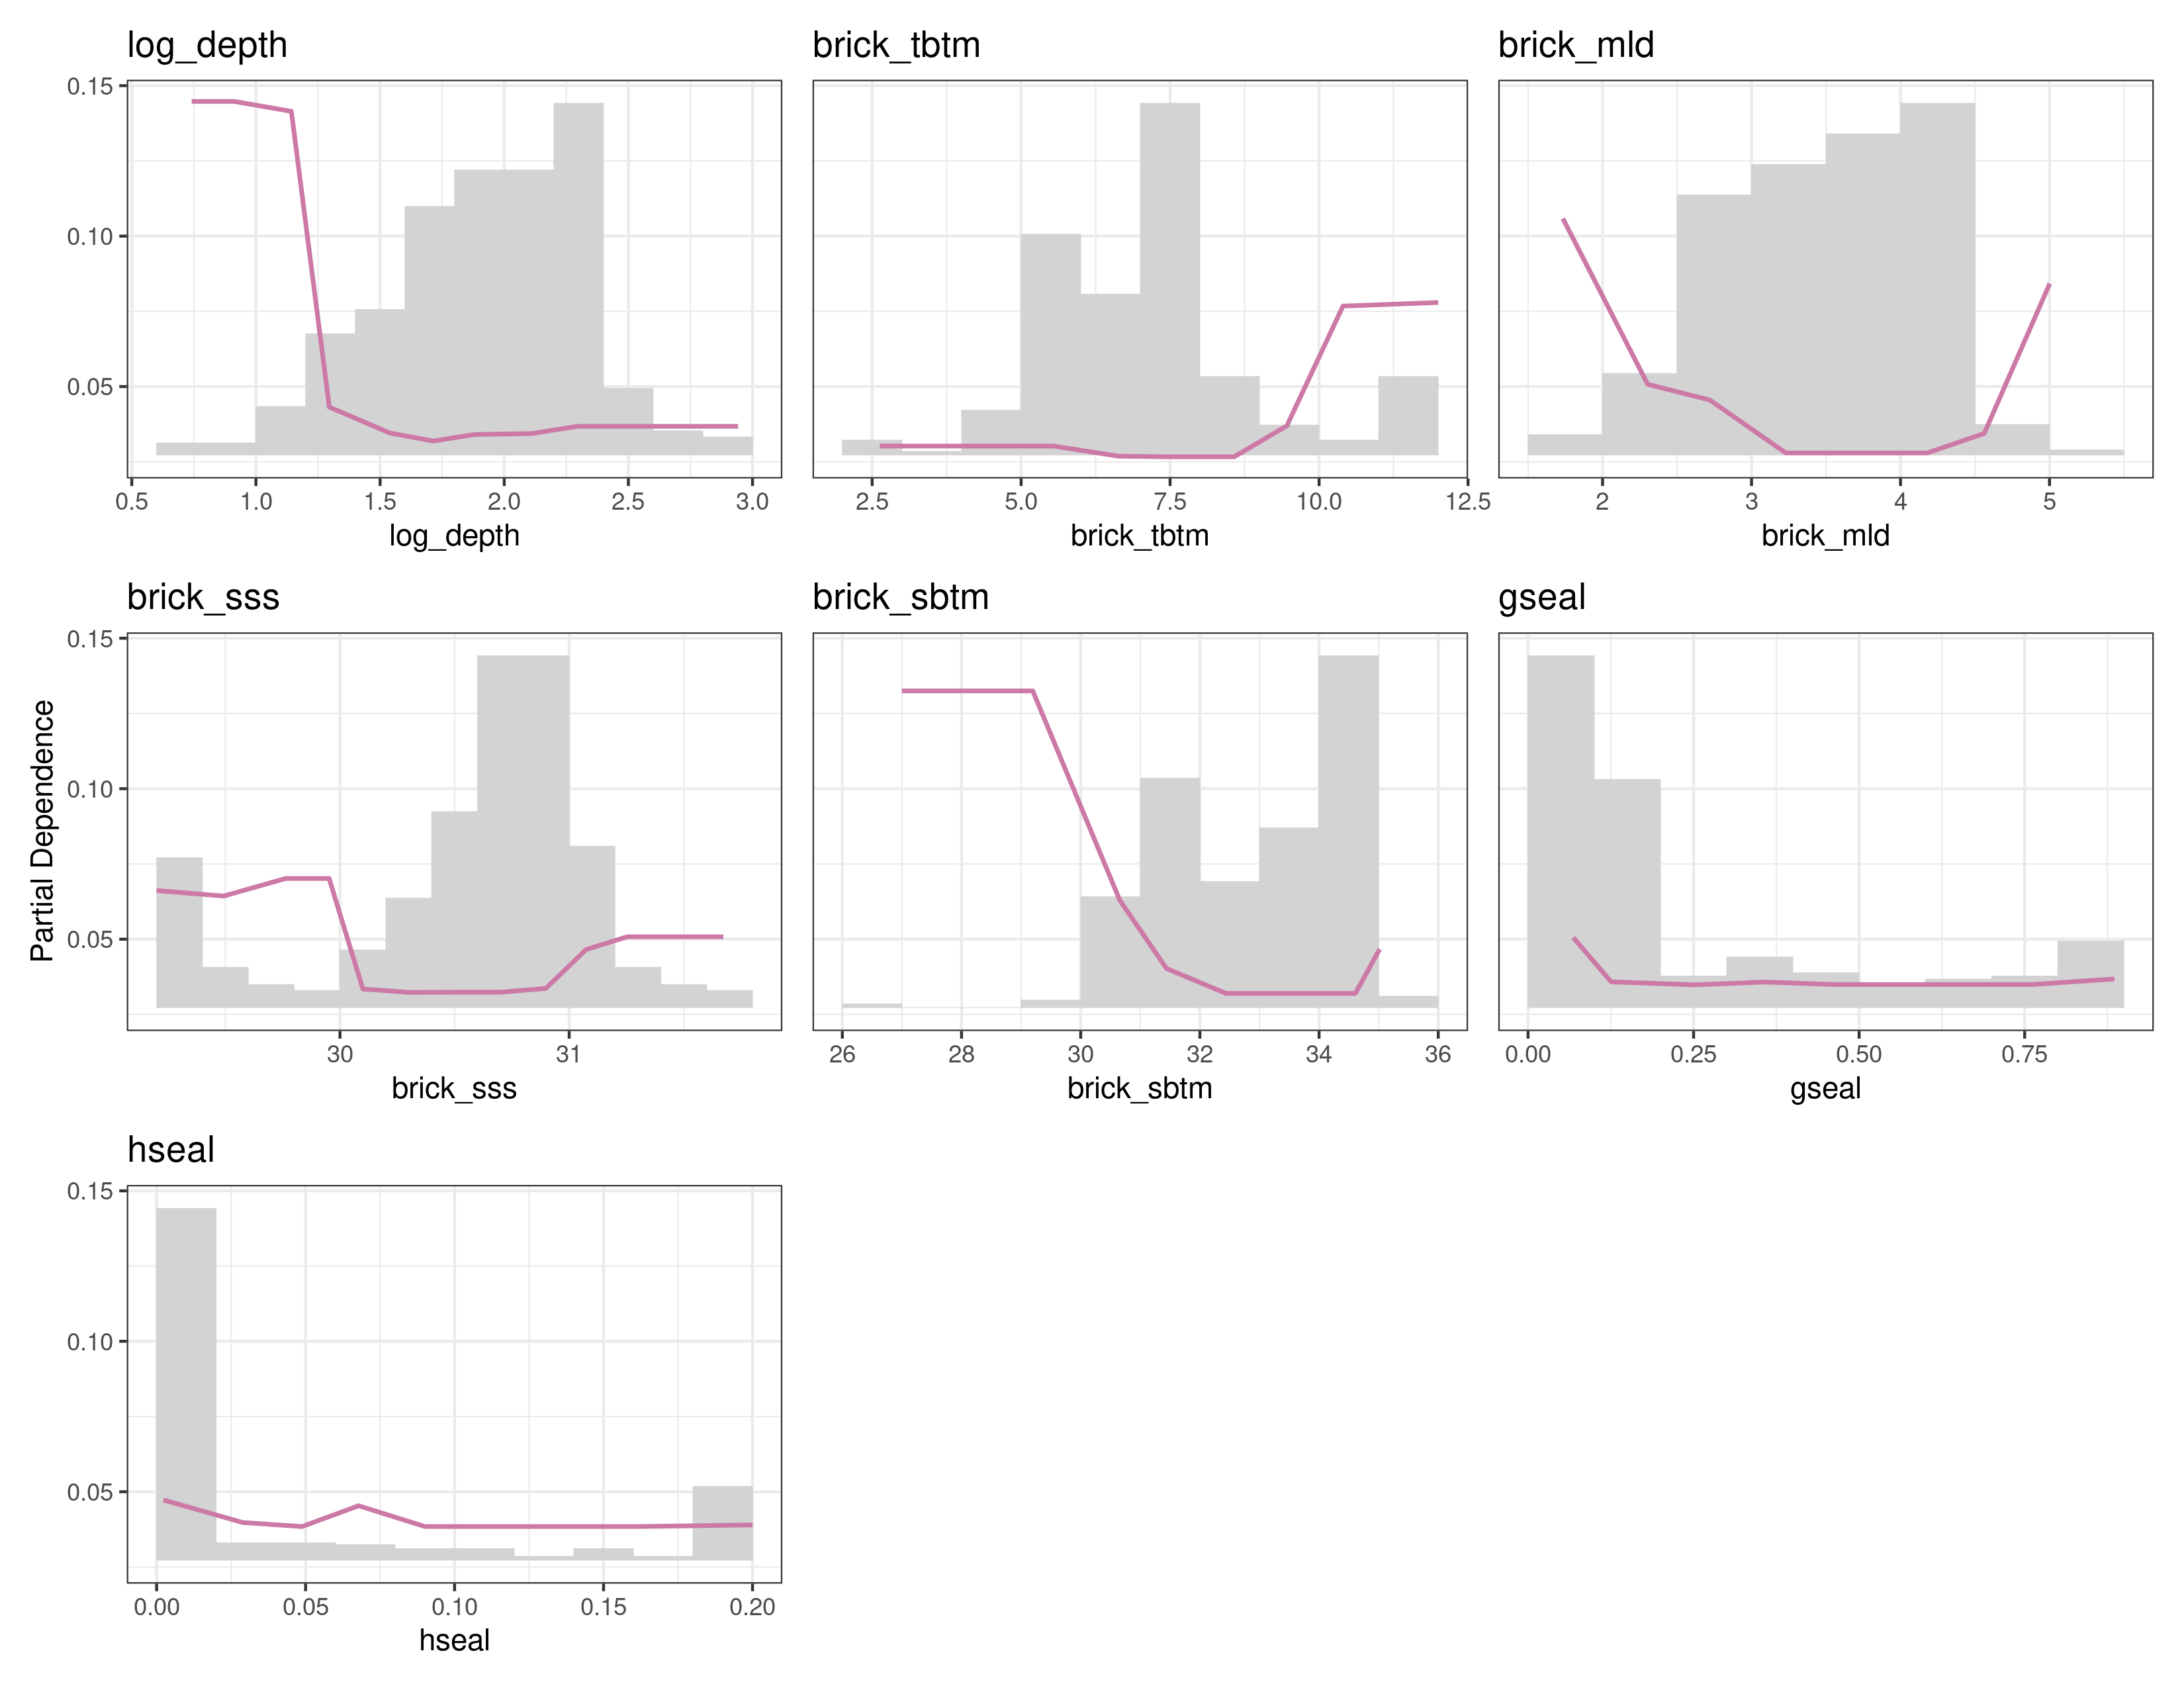 log_depth
brick_tbtm
brick_mld
0.15
0.10
0.05
0.5 1.0 1.5 2.0 2.5 3.0
2.5 5.0 7.5 10.0 12.5
2 3 4 5
log_depth
brick_tbtm
brick_mld
brick_sss
brick_sbtm
gseal
Partial Dependence
0.15
0.10
0.05
30 31
26 28 30 32 34 36
0.00 0.25 0.50 0.75
brick_sss
brick_sbtm
gseal
hseal
0.15
0.10
0.05
0.00 0.05 0.10 0.15 0.20
hseal